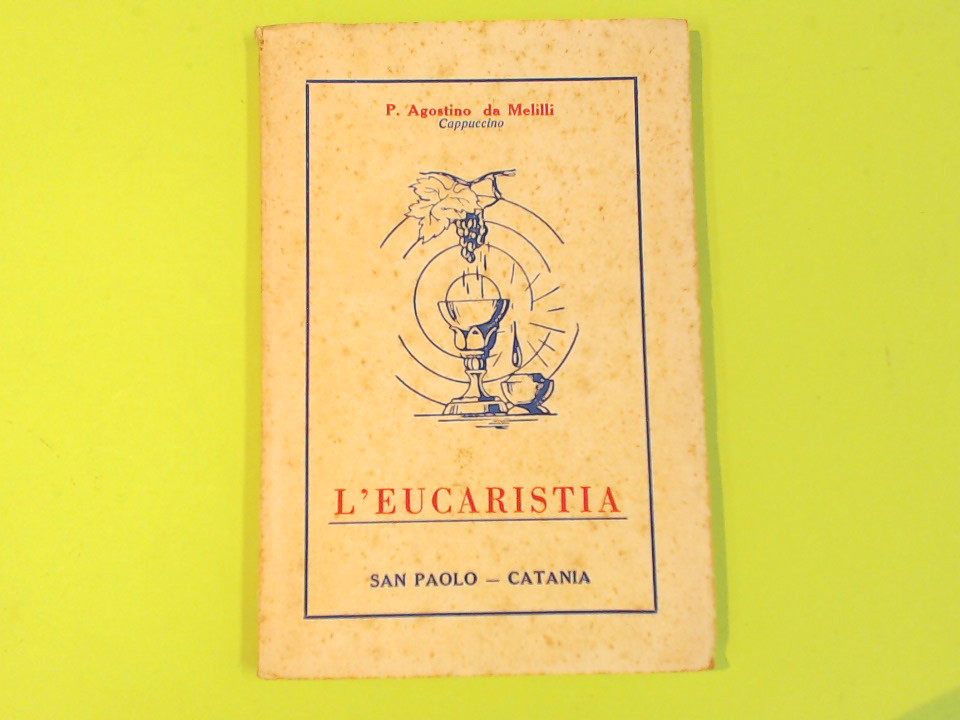 P. Agostino da Melilli
Cappuccino
L'EUCARISTIA
SAN PAOLO — CATANIA